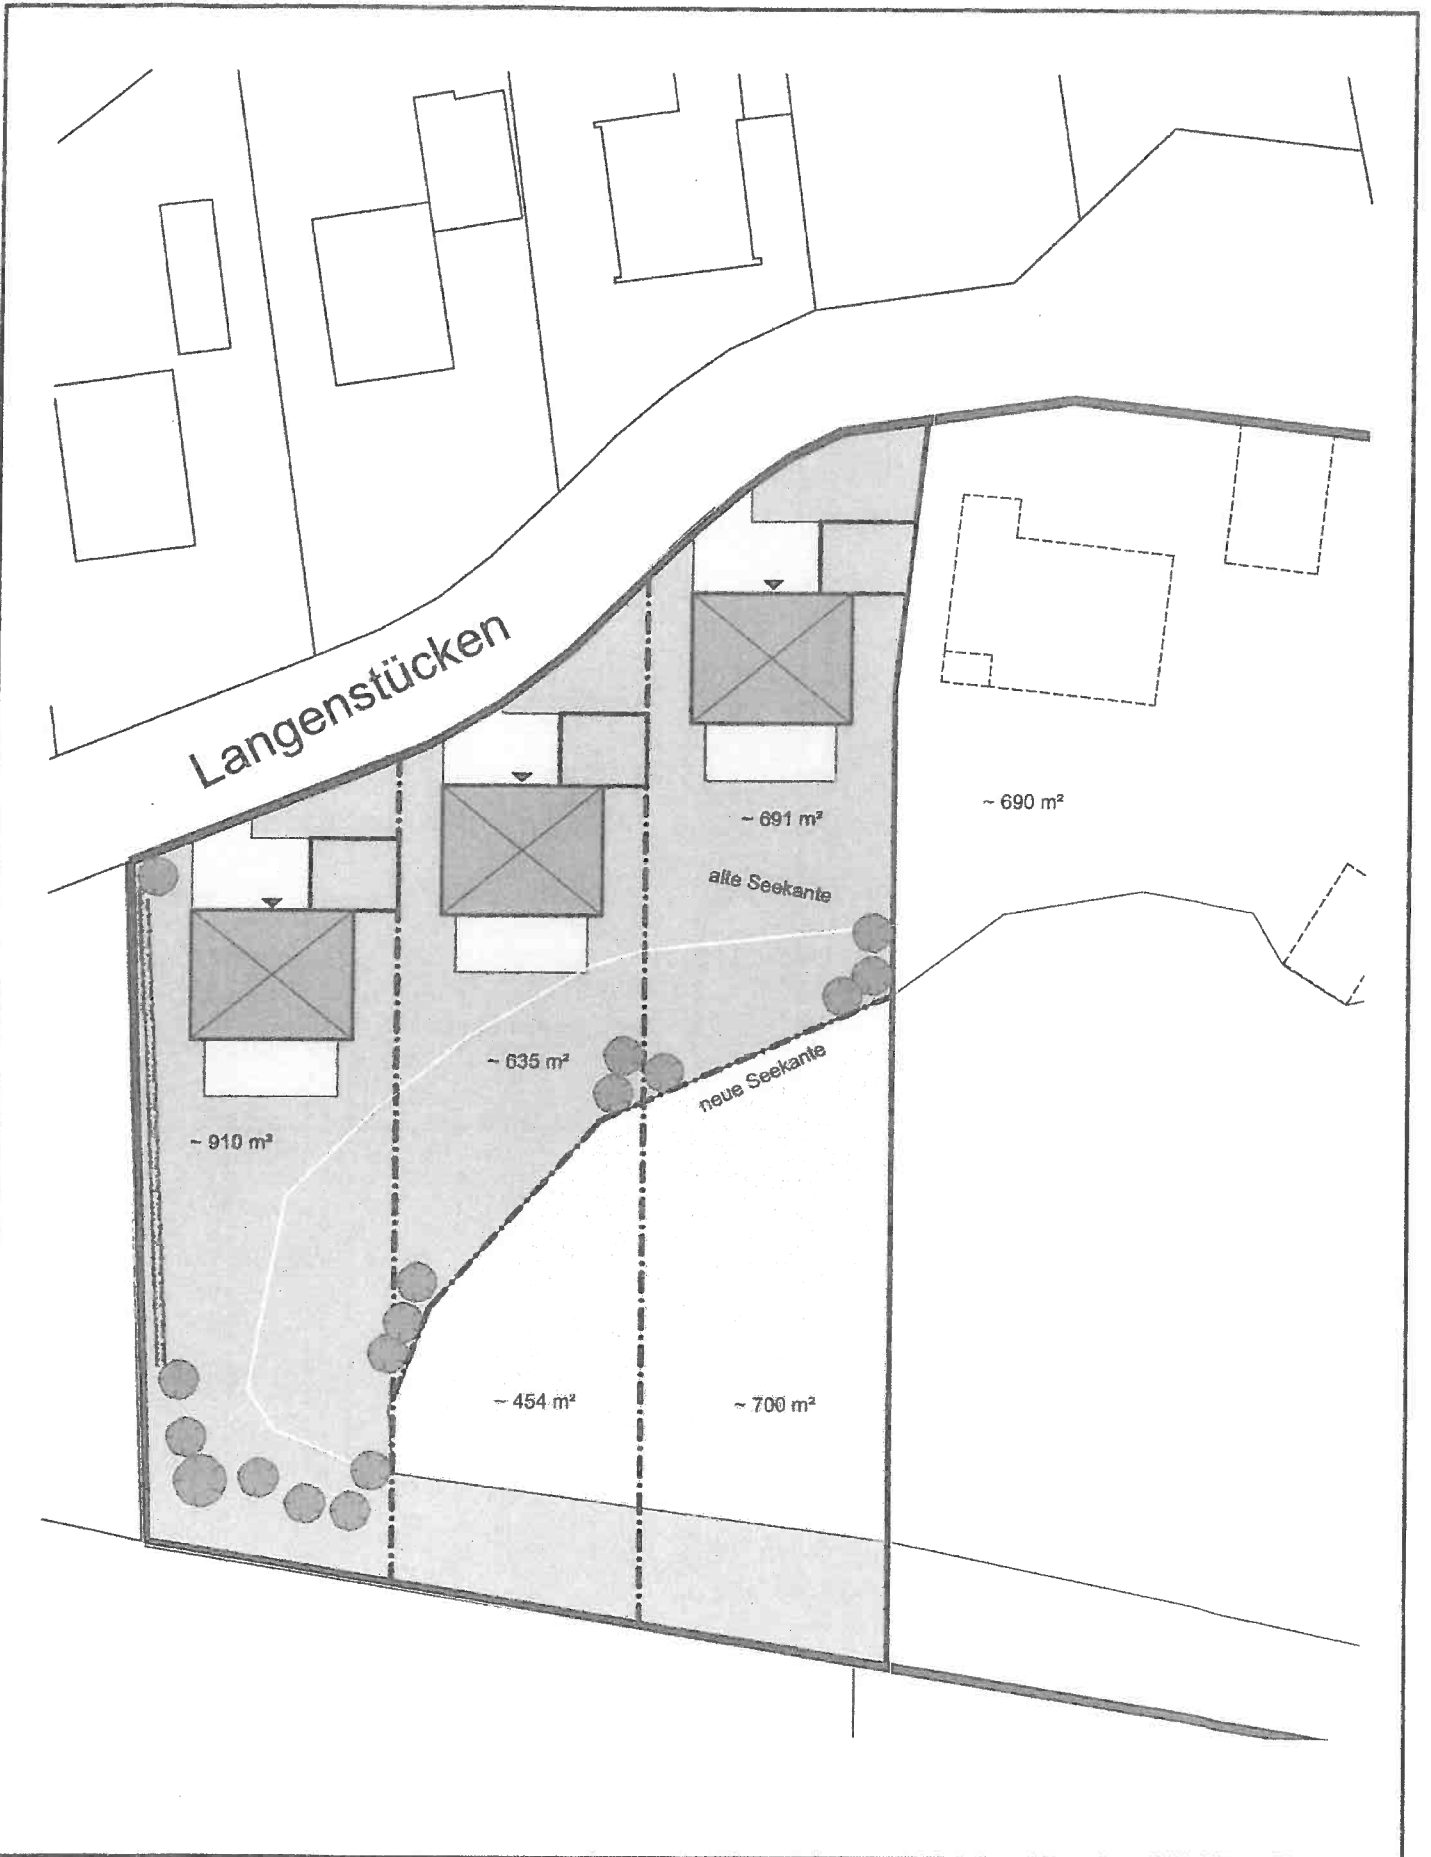 Langenstücken
~ 691 m²
~ 690 m²
alte Seekante
~ 635 m²
neue Seekante
~ 910 m²
~ 454 m²
~ 700 m²